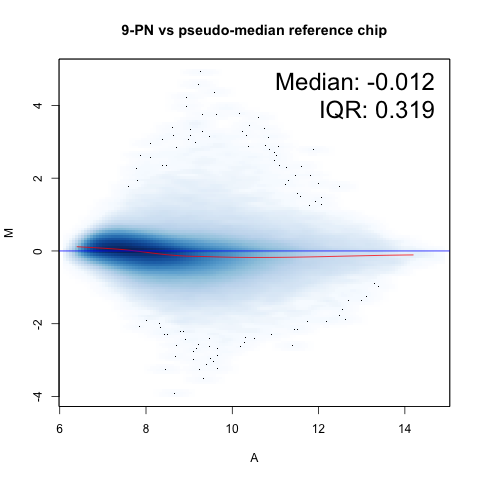 9-PN vs pseudo-median reference chip
Median: -0.012
IQR: 0.319
M
4
2
0
-2
-4
6 8 10 12 14
A